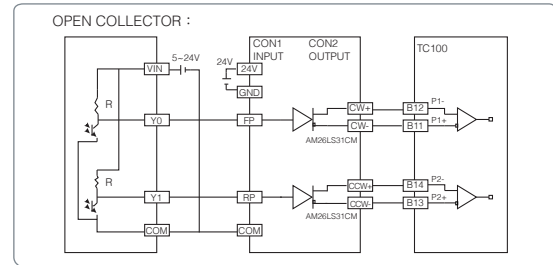 OPEN COLLECTOR：
CON1 CON2 TC100
INPUT OUTPUT
VIN 5~24V 24V 24V
GND
R
Y0 FP CW+ B12 P1-
CW- B11 P1+
AM26LS31CM
R
Y1 RP CCW+ B14 P2-
CCW- B13 P2+
AM26LS31CM
COM COM